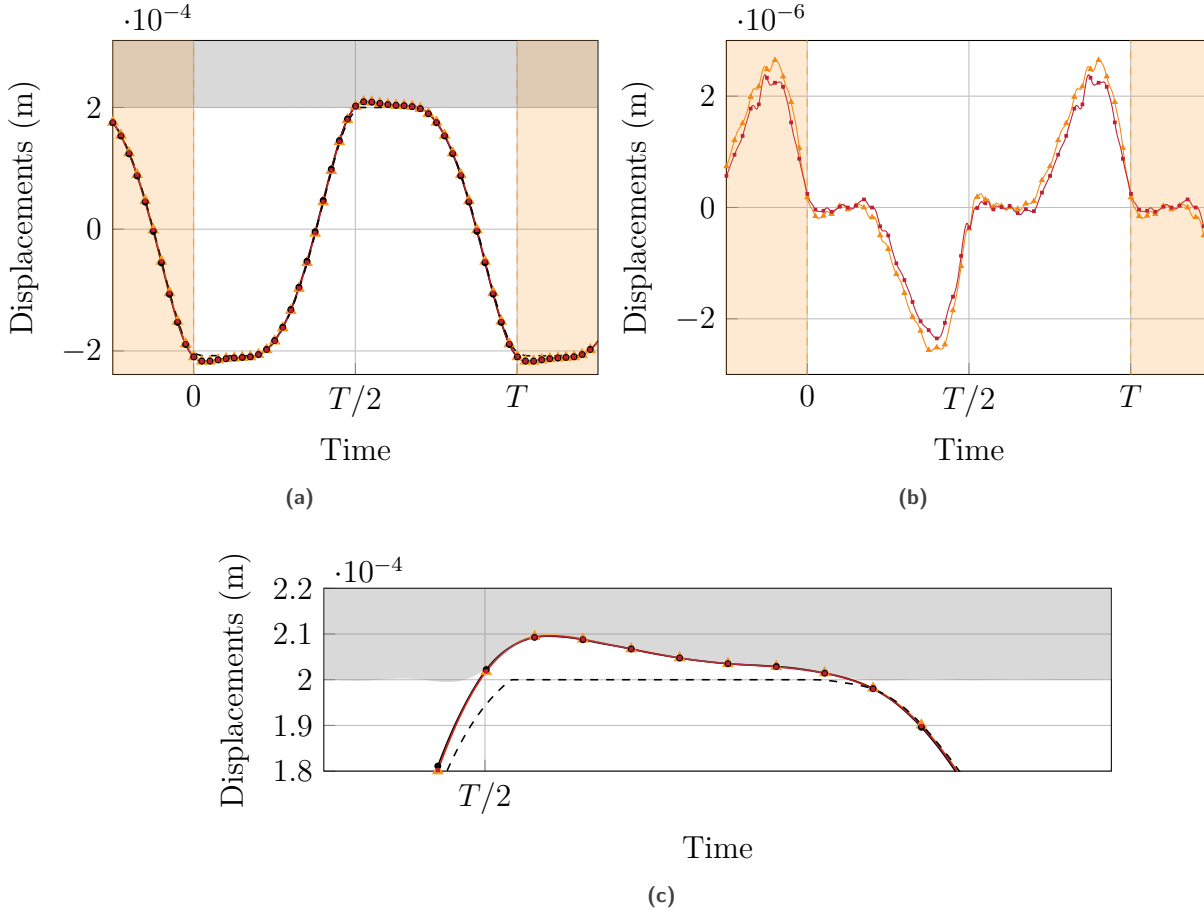 ·10−4
Displacements (m)
2
0
−2
0
T/2
T
Time
(a)
·10−6
Displacements (m)
2
0
−2
0
T/2
T
Time
(b)
·10−4
Displacements (m)
2.2
2.1
2
1.9
1.8
T/2
Time
(c)